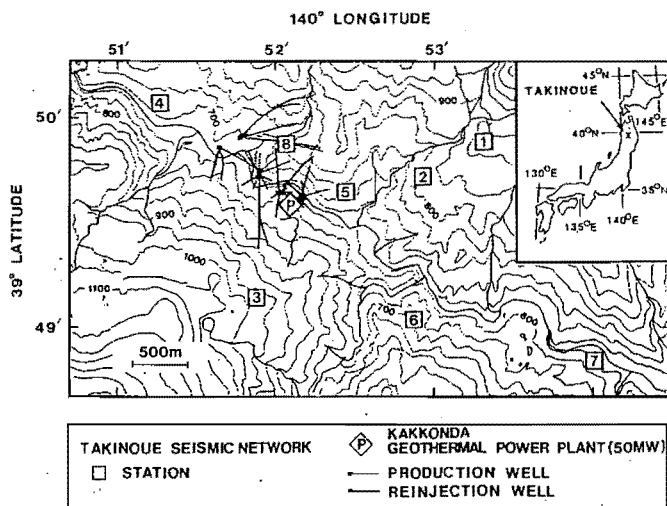 140° LONGITUDE
51' 52' 53'
39° LATITUDE
50'
49'
4
8
5
2
1
3
6
7
P
800
700
900
900
800
1000
1100
700
600
500m
TAKINOUE
45°N
40°N
145°E
130°E
35°N
135°E
140°E
TAKINOUE SEISMIC NETWORK
STATION
P
KAKKONDA
GEOTHERMAL POWER PLANT (50MW)
PRODUCTION WELL
REINJECTION WELL